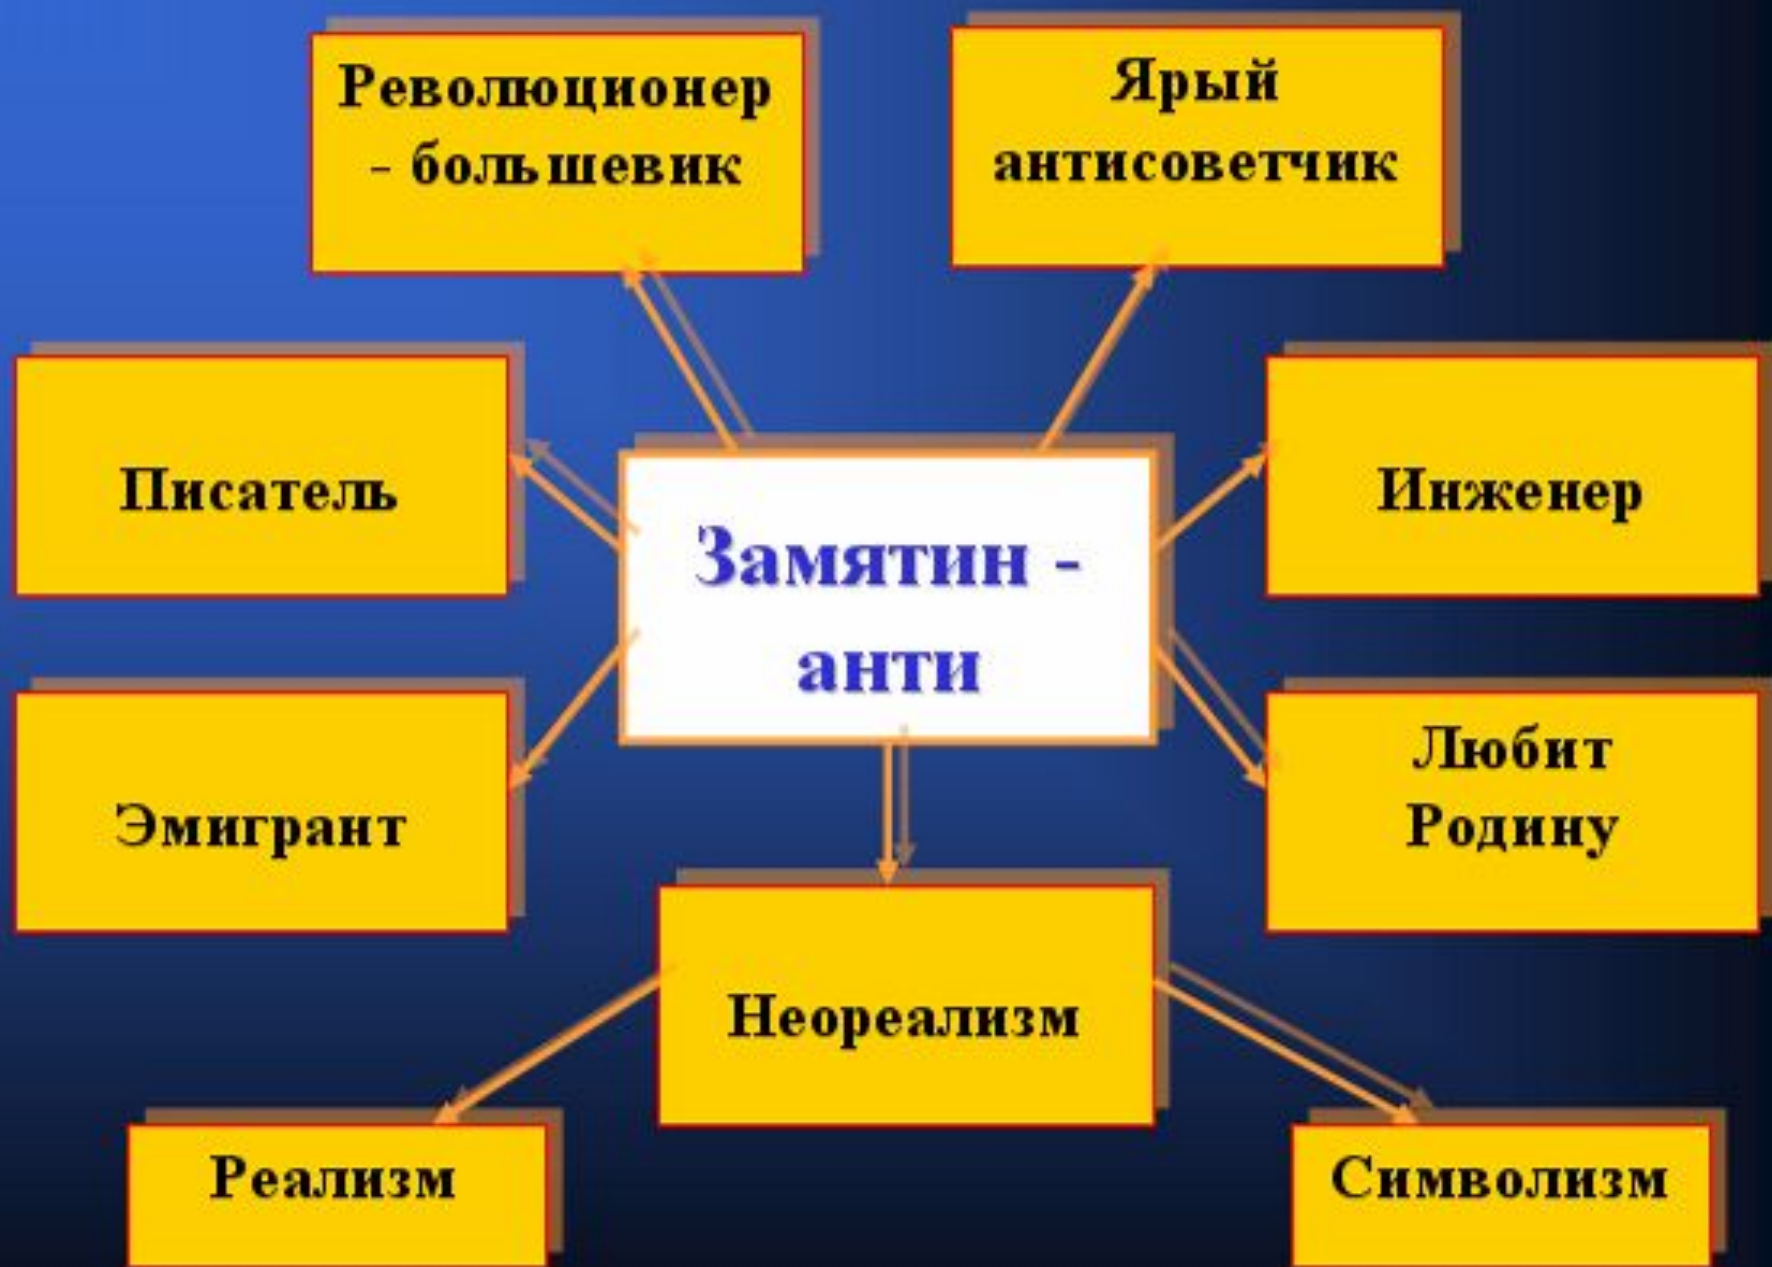 Революционер
- большевик
Ярый
антисоветчик
Писатель
Инженер
Замятин -
анти
Эмигрант
Любит
Родину
Неореализм
Реализм
Символизм